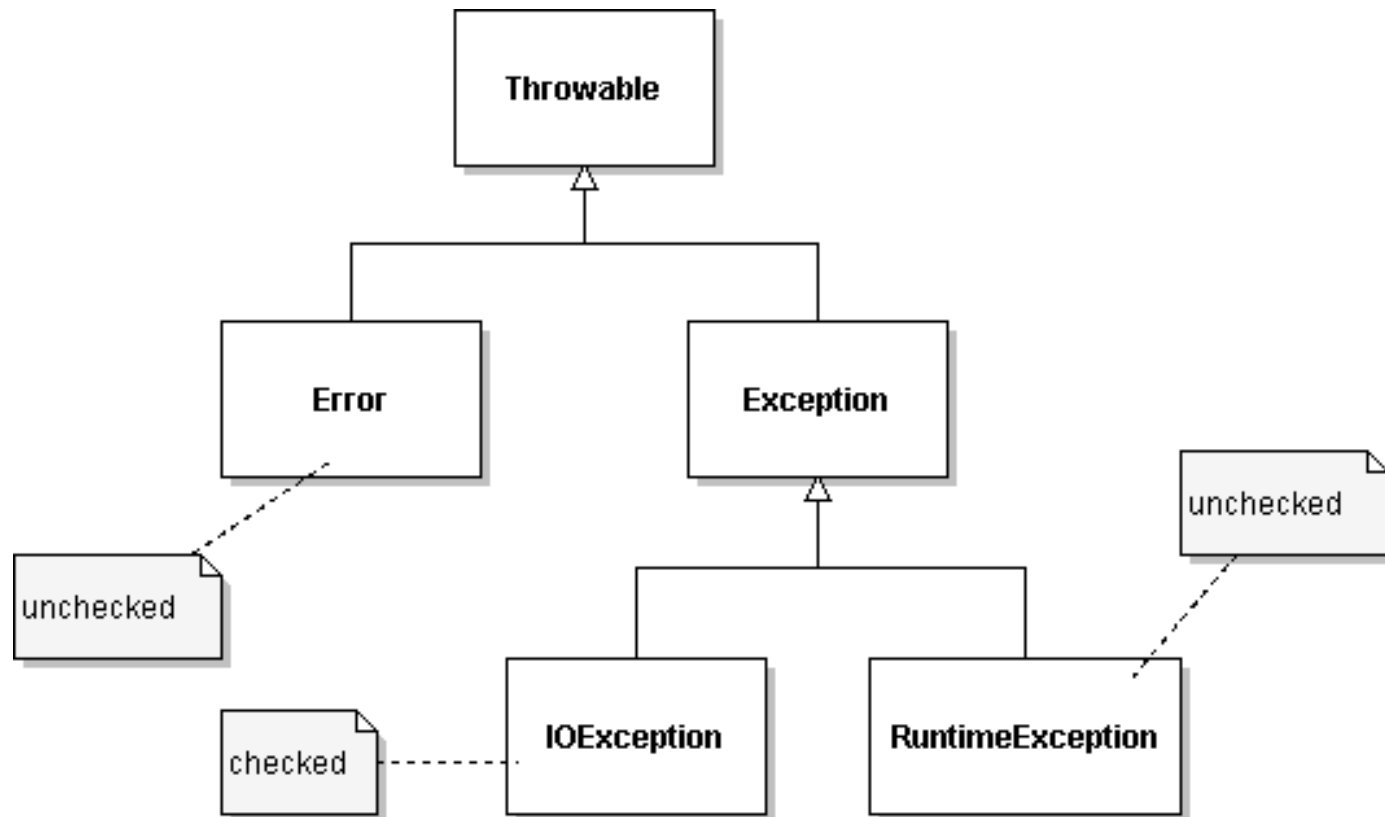 Throwable
Error
Exception
unchecked
unchecked
IOException
RuntimeException
checked